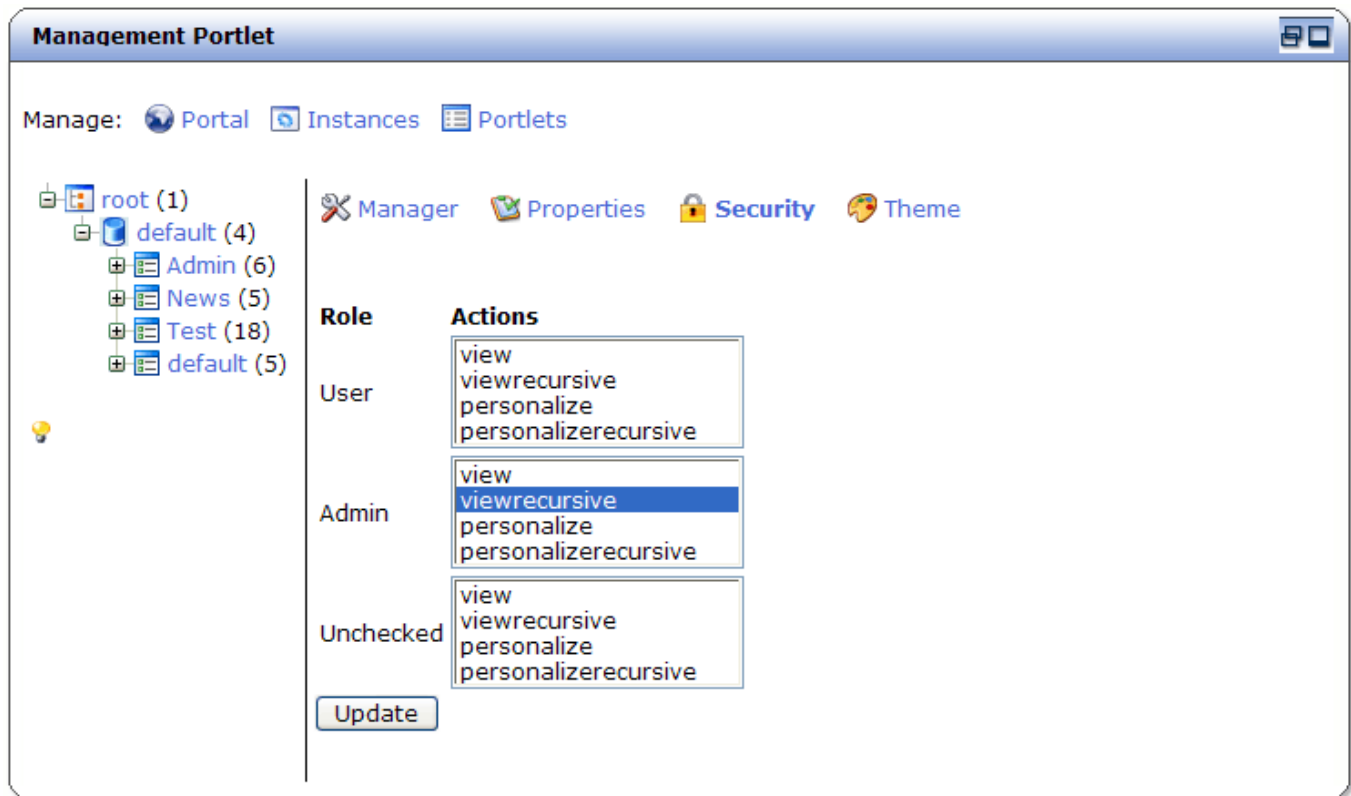 Management Portlet
Manage: Portal Instances Portlets
root (1)
default (4)
Admin (6)
News (5)
Test (18)
default (5)
Manager Properties Security Theme
Role Actions
User
view
viewrecursive
personalize
personalizerecursive
Admin
view
viewrecursive
personalize
personalizerecursive
Unchecked
view
viewrecursive
personalize
personalizerecursive
Update